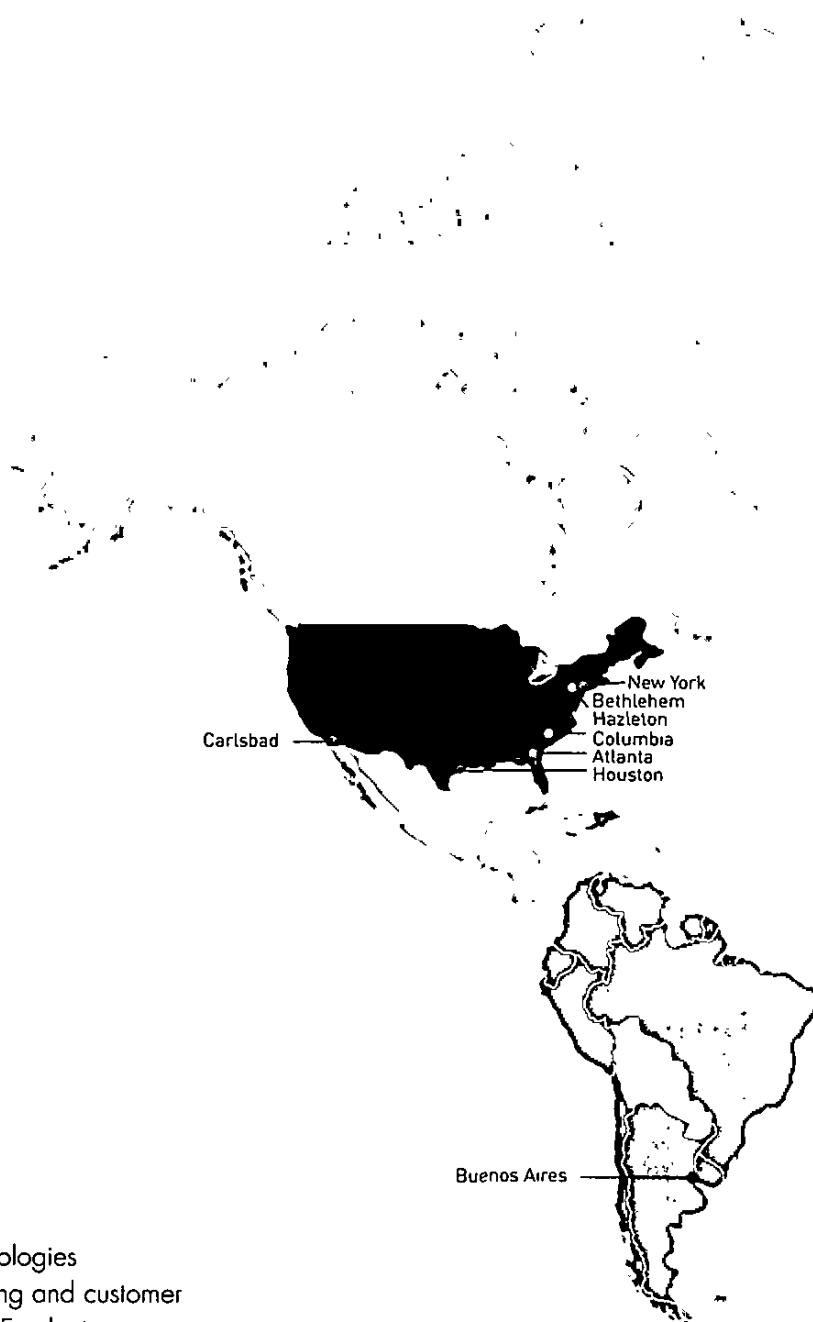 New York
Bethlehem
Hazleton
Carlsbad
Columbia
Atlanta
Houston
Buenos Aires
ologies
ng and customer